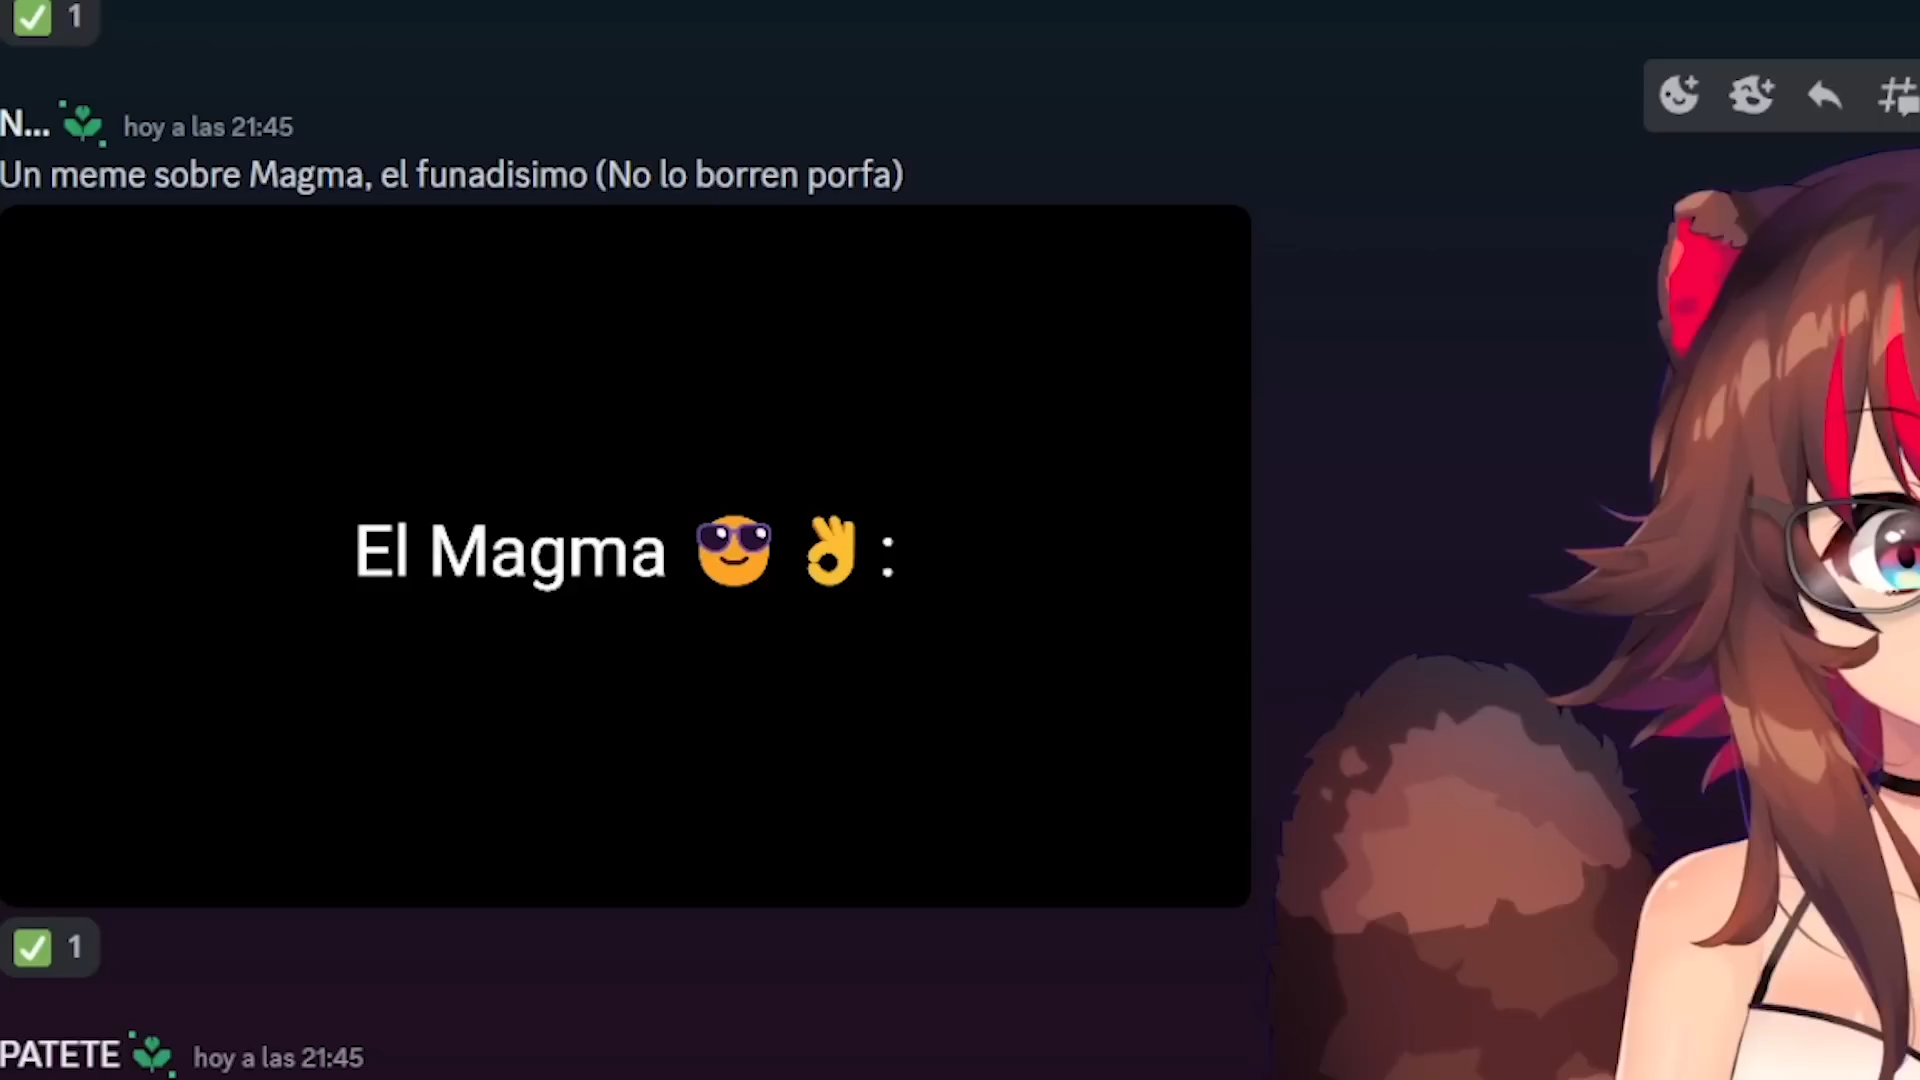 1
N... hoy a las 21:45
Un meme sobre Magma, el funadisimo (No lo borren porfa)
El Magma 😎 👌 :
1
PATETE hoy a las 21:45